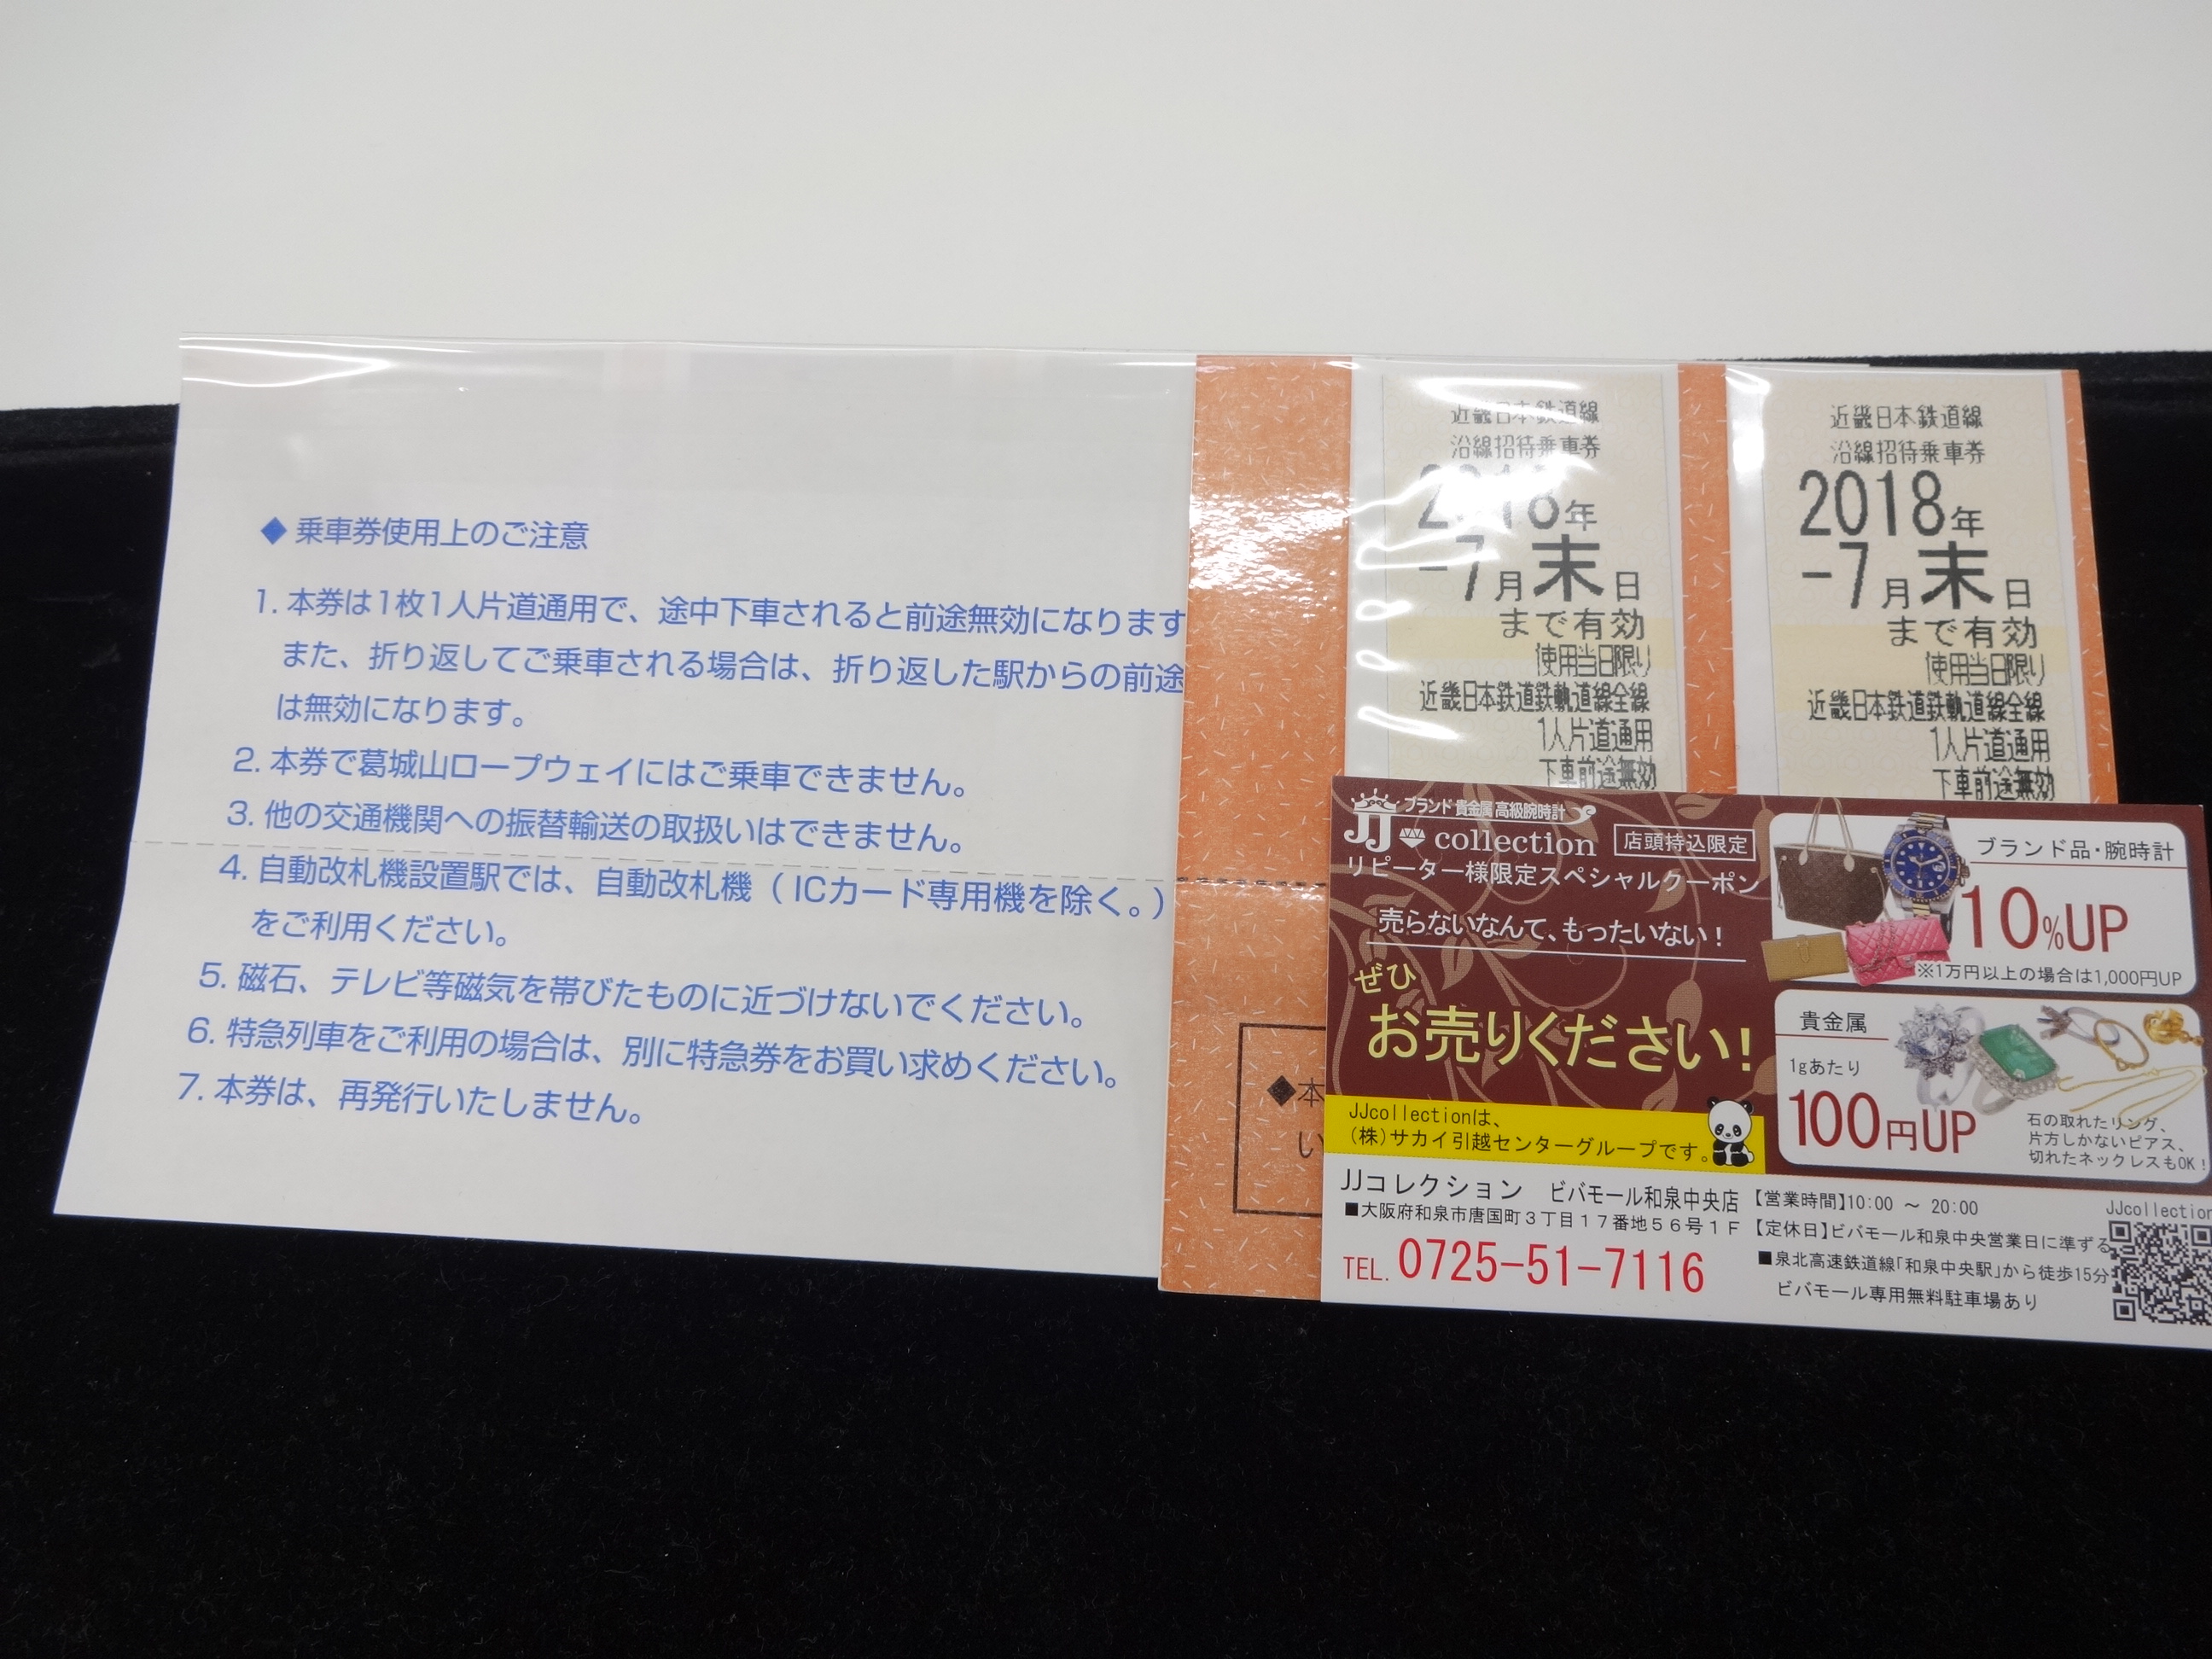 ◆ 乗車券使用上のご注意
1. 本券は1枚1人片道通用で、途中下車されると前途無効になります
また、折り返してご乗車される場合は、折り返した駅からの前途
は無効になります。
2. 本券で葛城山ロープウェイにはご乗車できません。
3. 他の交通機関への振替輸送の取扱いはできません。
4. 自動改札機設置駅では、自動改札機（ICカード専用機を除く。）
をご利用ください。
5. 磁石、テレビ等磁気を帯びたものに近づけないでください。
6. 特急列車をご利用の場合は、別に特急券をお買い求めください。
7. 本券は、再発行いたしません。
近畿日本鉄道線
沿線招待乗車券
2018年
-7月末日
まで有効
使用当日限り
近畿日本鉄道鉄軌道線全線
1人片道通用
下車前途無効
近畿日本鉄道線
沿線招待乗車券
2018年
-7月末日
まで有効
使用当日限り
近畿日本鉄道鉄軌道線全線
1人片道通用
下車前途無効
◆本
い
ブランド 貴金属 高級腕時計
JJ collection
店頭持込限定
リピーター様限定スペシャルクーポン
売らないなんて、もったいない!
ぜひ
お売りください!
JJcollectionは、
(株)サカイ引越センターグループです。
ブランド品・腕時計
10%UP
※1万円以上の場合は1,000円UP
貴金属
1gあたり
100円UP
石の取れたリング、
片方しかないピアス、
切れたネックレスもOK!
JJコレクション ビバモール和泉中央店
■大阪府和泉市唐国町3丁目17番地56号1F
TEL. 0725-51-7116
【営業時間】10:00 ～ 20:00
【定休日】ビバモール和泉中央営業日に準ずる
■泉北高速鉄道線「和泉中央駅」から徒歩15分
ビバモール専用無料駐車場あり
JJcollection